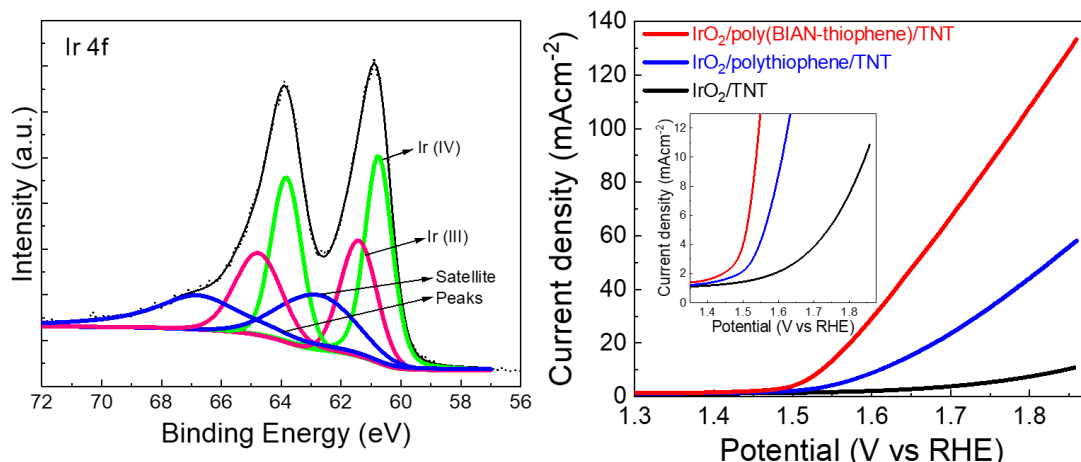 Ir 4f
Intensity (a.u.)
Ir (IV)
Ir (III)
Satellite
Peaks
72 70 68 66 64 62 60 58 56
Binding Energy (eV)
140
120
100
80
60
40
20
0
Current density (mAcm⁻²)
IrO₂/poly(BIAN-thiophene)/TNT
IrO₂/polythiophene/TNT
IrO₂/TNT
12
10
8
6
4
2
0
Current density (mAcm⁻²)
1.4 1.5 1.6 1.7 1.8
Potential (V vs RHE)
1.3 1.4 1.5 1.6 1.7 1.8
Potential (V vs RHE)